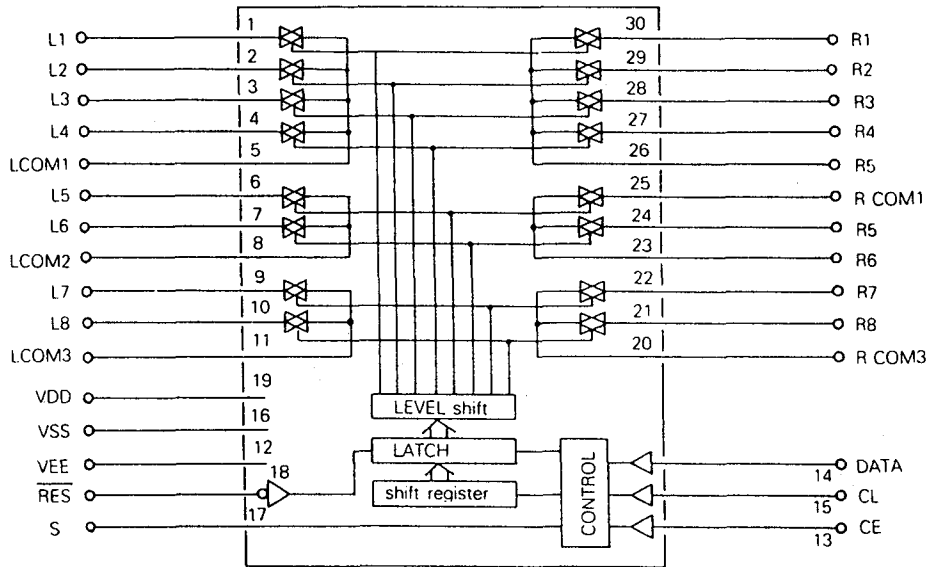 L1 1 30 R1
L2 2 29 R2
L3 3 28 R3
L4 4 27 R4
LCOM1 5 26 R5
L5 6 25 R COM1
L6 7 24 R5
LCOM2 8 23 R6
L7 9 22 R7
L8 10 21 R8
LCOM3 11 20 R COM3
VDD 19
LEVEL shift
VSS 16
VEE 12
LATCH
CONTROL
14 DATA
RES 18
shift register
15 CL
S 17
13 CE